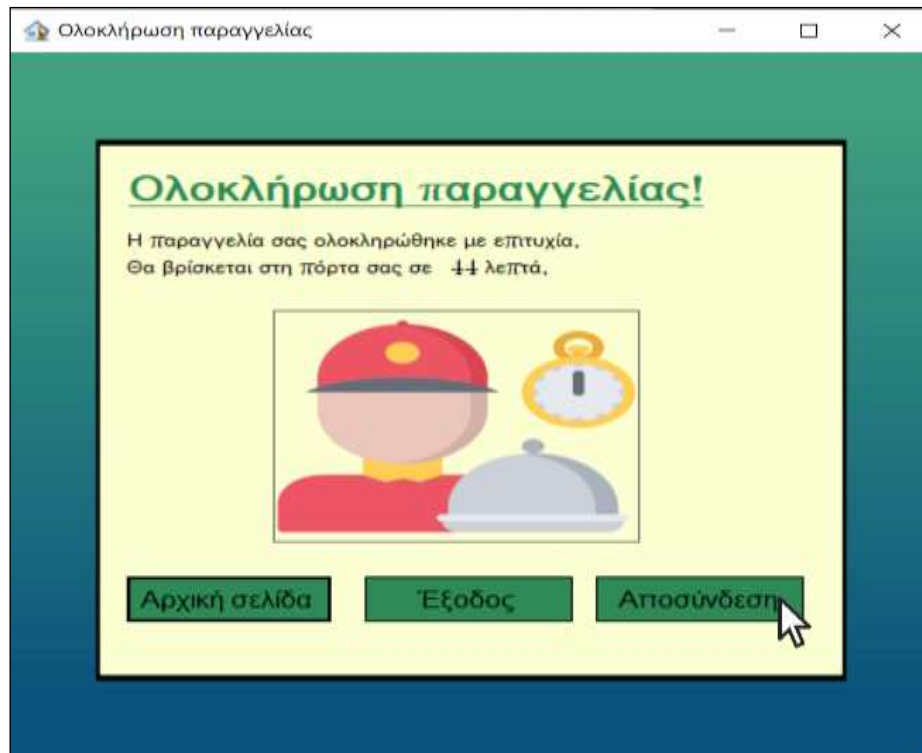 Ολοκλήρωση παραγγελίας
Ολοκλήρωση παραγγελίας!
Η παραγγελία σας ολοκληρώθηκε με επιτυχία.
Θα βρίσκεται στη πόρτα σας σε 44 λεπτά.
Αρχική σελίδα
Έξοδος
Αποσύνδεση